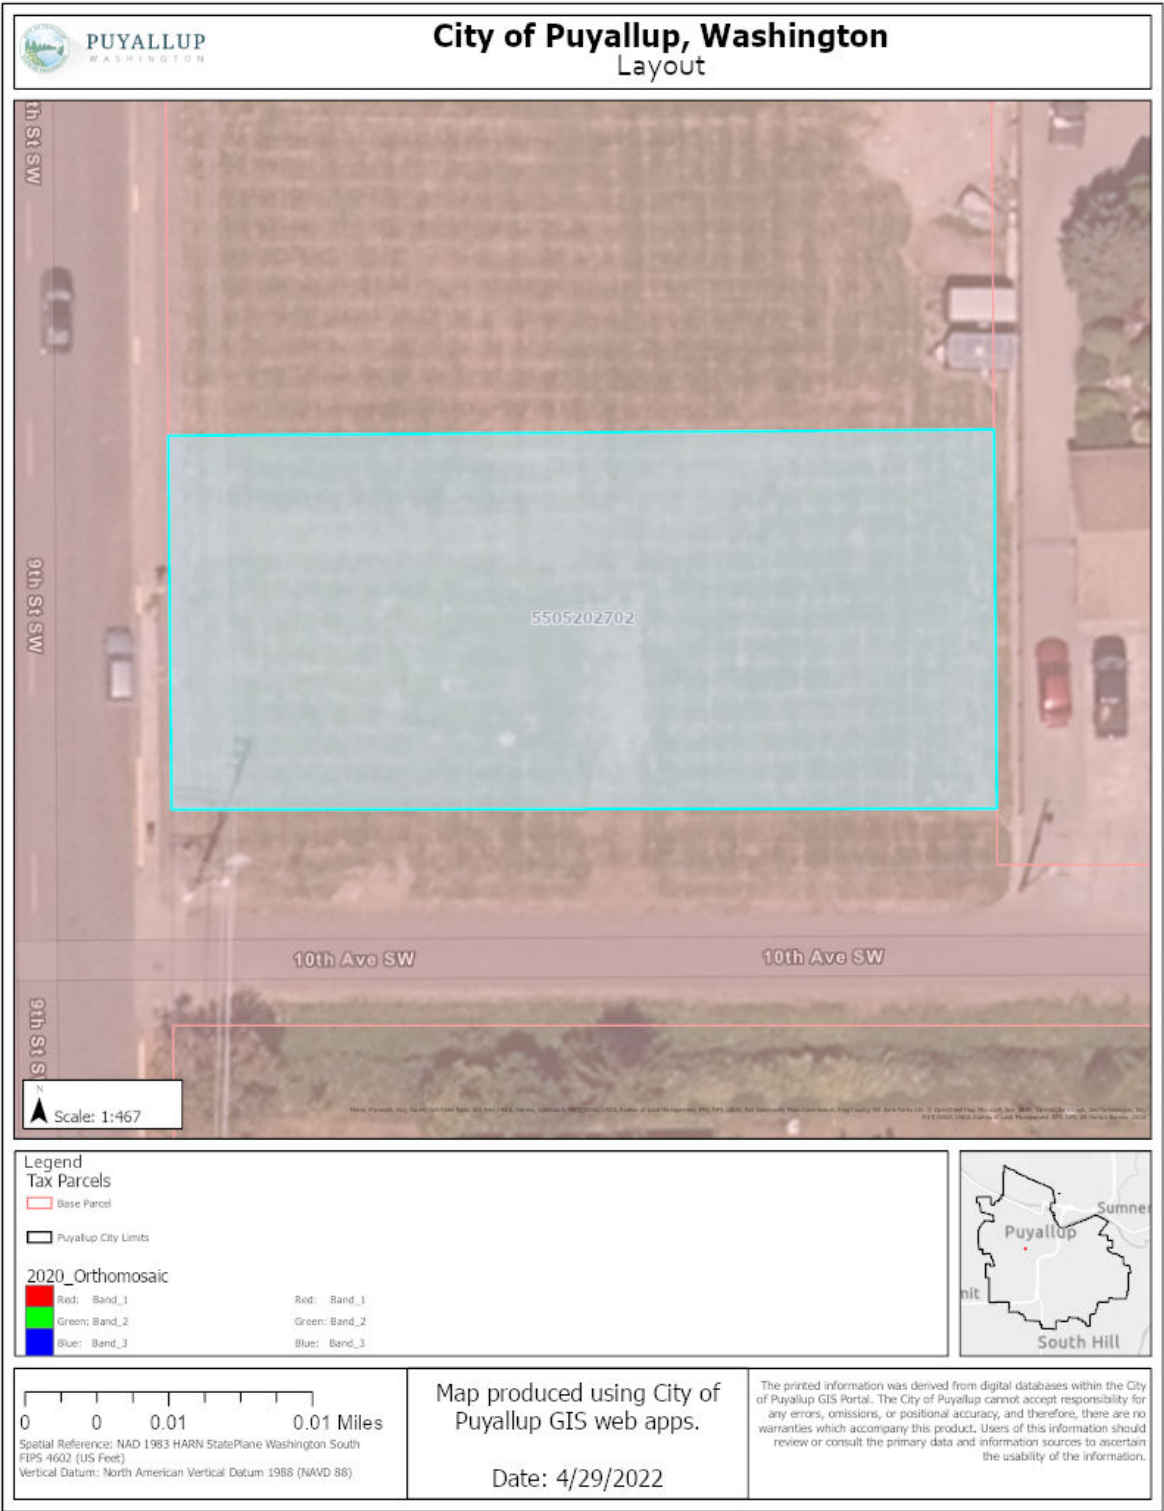 PUYALLUP
WASHINGTON
City of Puyallup, Washington
Layout
th St SW
9th St SW
5505202702
10th Ave SW
10th Ave SW
9th St S
N
Scale: 1:467
Legend
Tax Parcels
Base Parcel
Puyallup City Limits
2020_Orthomosaic
Red: Band_1
Red: Band_1
Green: Band_2
Green: Band_2
Blue: Band_3
Blue: Band_3
Sumner
Puyallup
nit
South Hill
0 0 0.01 0.01 Miles
Spatial Reference: NAD 1983 HARN StatePlane Washington South
FIPS 4602 (US Feet)
Vertical Datum: North American Vertical Datum 1988 (NAVD 88)
Map produced using City of
Puyallup GIS web apps.
Date: 4/29/2022
The printed information was derived from digital databases within the City
of Puyallup GIS Portal. The City of Puyallup cannot accept responsibility for
any errors, omissions, or positional accuracy, and therefore, there are no
warranties which accompany this product. Users of this information should
review or consult the primary data and information sources to ascertain
the usability of the information.